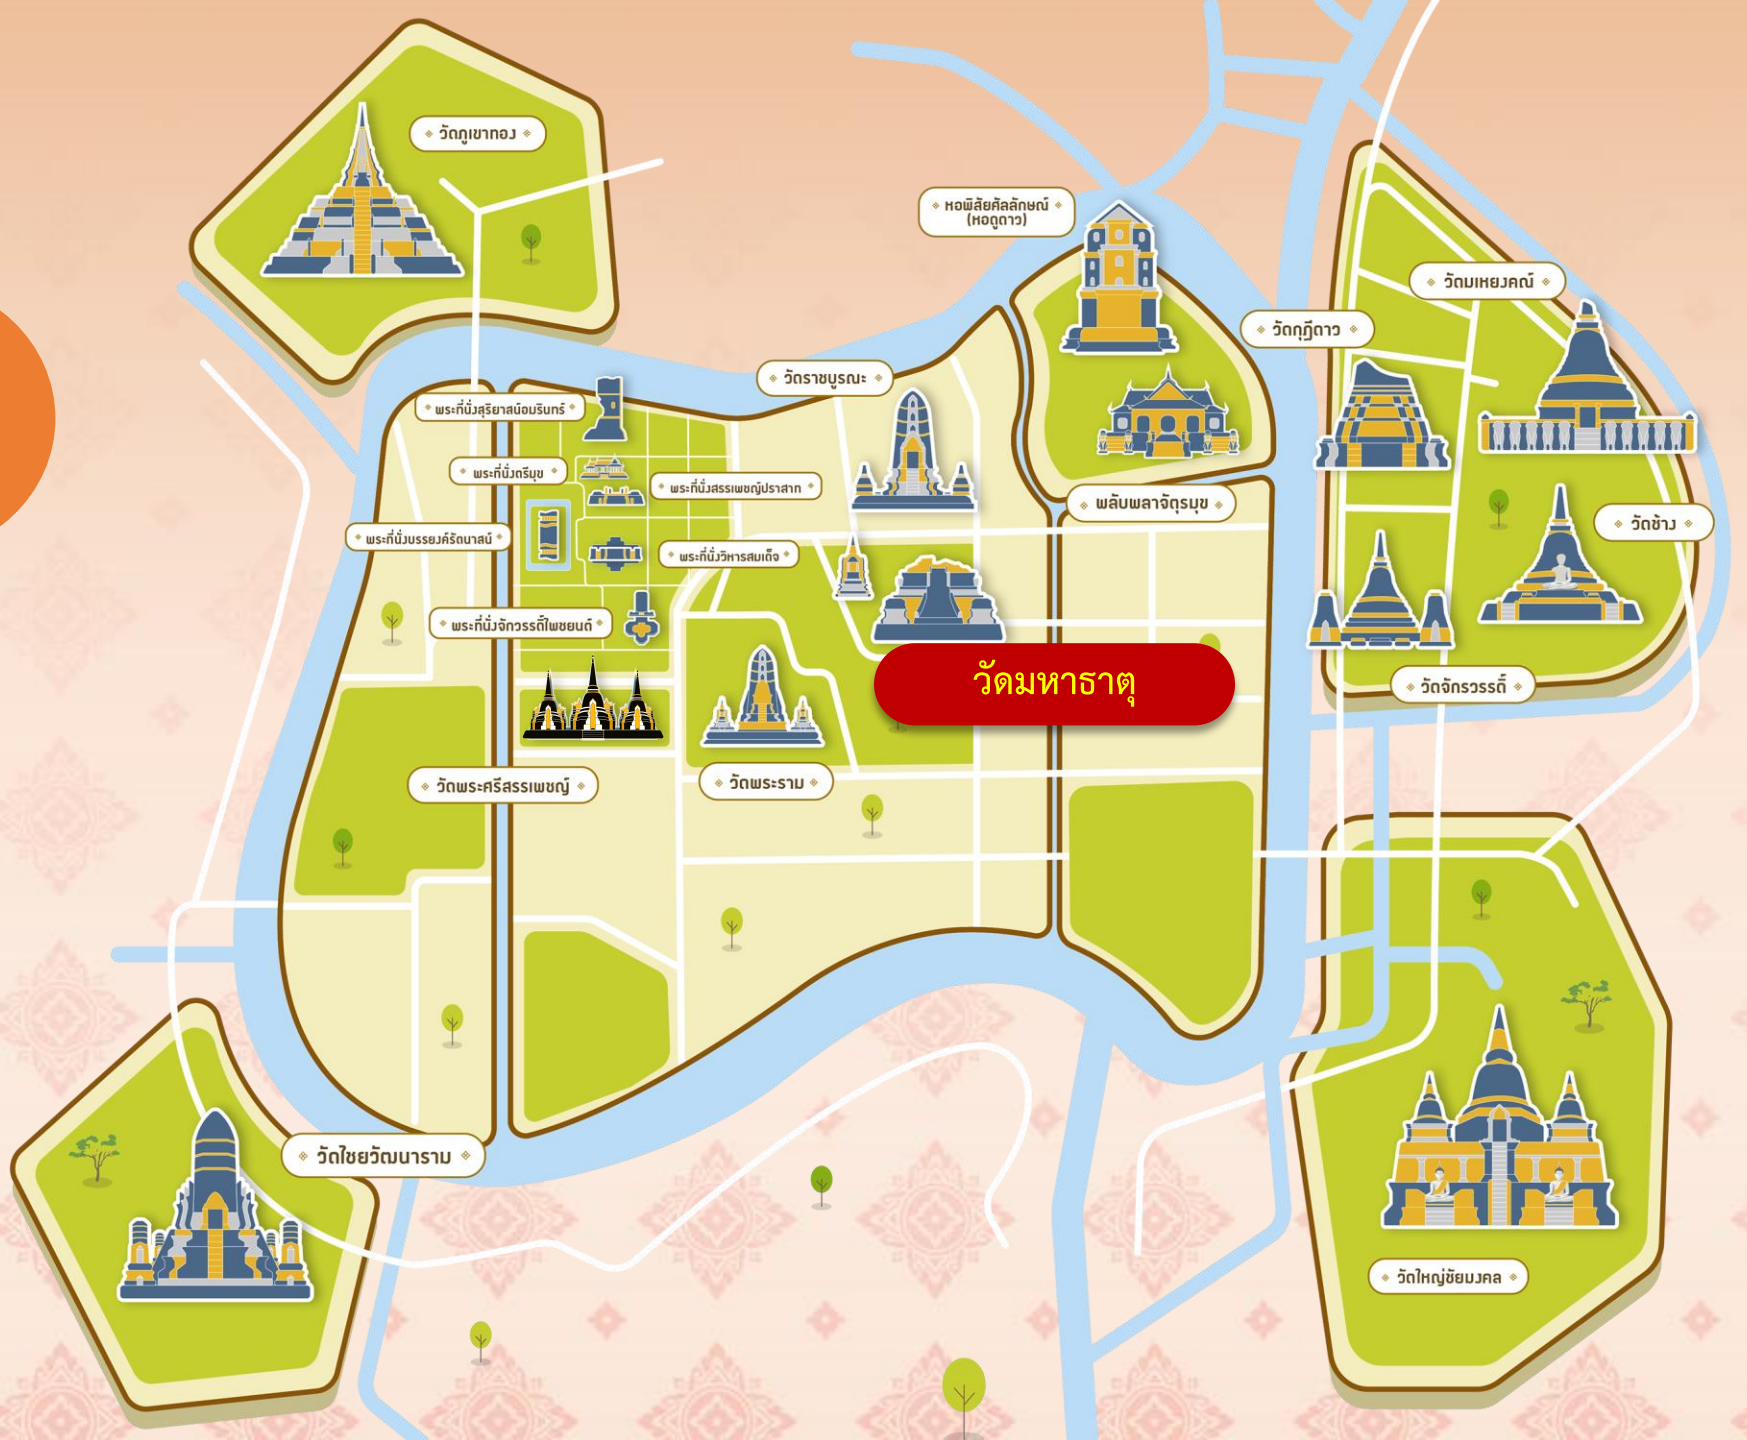 วัดภูเขาทอง
หอพิสัยศัลลักษณ์
(หอดูดาว)
วัดมเหยงคณ์
วัดกุฎีดาว
วัดราชบูรณะ
พระที่นั่งสุริยาสน์อมรินทร์
พระที่นั่งตรีมุข
พระที่นั่งสรรเพชญ์ปราสาท
พลับพลาจัตุรมุข
วัดช้าง
พระที่นั่งบรรยงค์รัตนาสน์
พระที่นั่งวิหารสมเด็จ
พระที่นั่งจักวรรดิ์ไพชยนต์
วัดมหาธาตุ
วัดจักรวรรดิ์
วัดพระศรีสรรเพชญ์
วัดพระราม
วัดไชยวัฒนาราม
วัดใหญ่ชัยมงคล